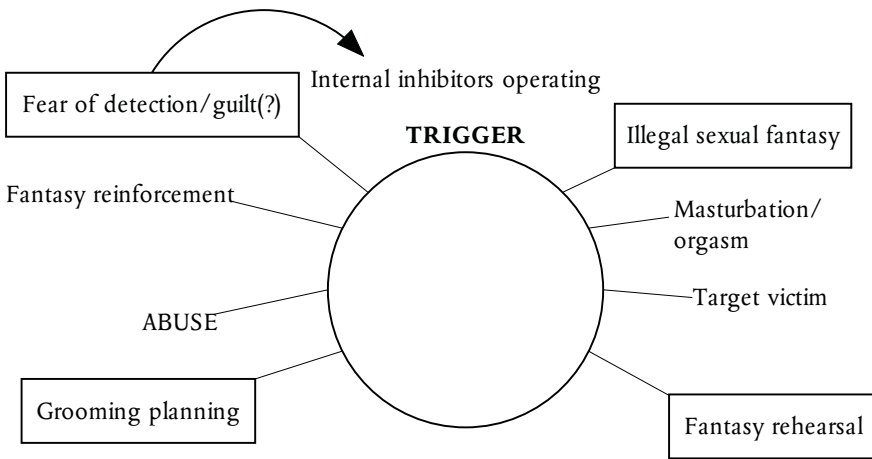 Internal inhibitors operating
Fear of detection/guilt(?)
TRIGGER
Illegal sexual fantasy
Fantasy reinforcement
Masturbation/
orgasm
Target victim
ABUSE
Grooming planning
Fantasy rehearsal